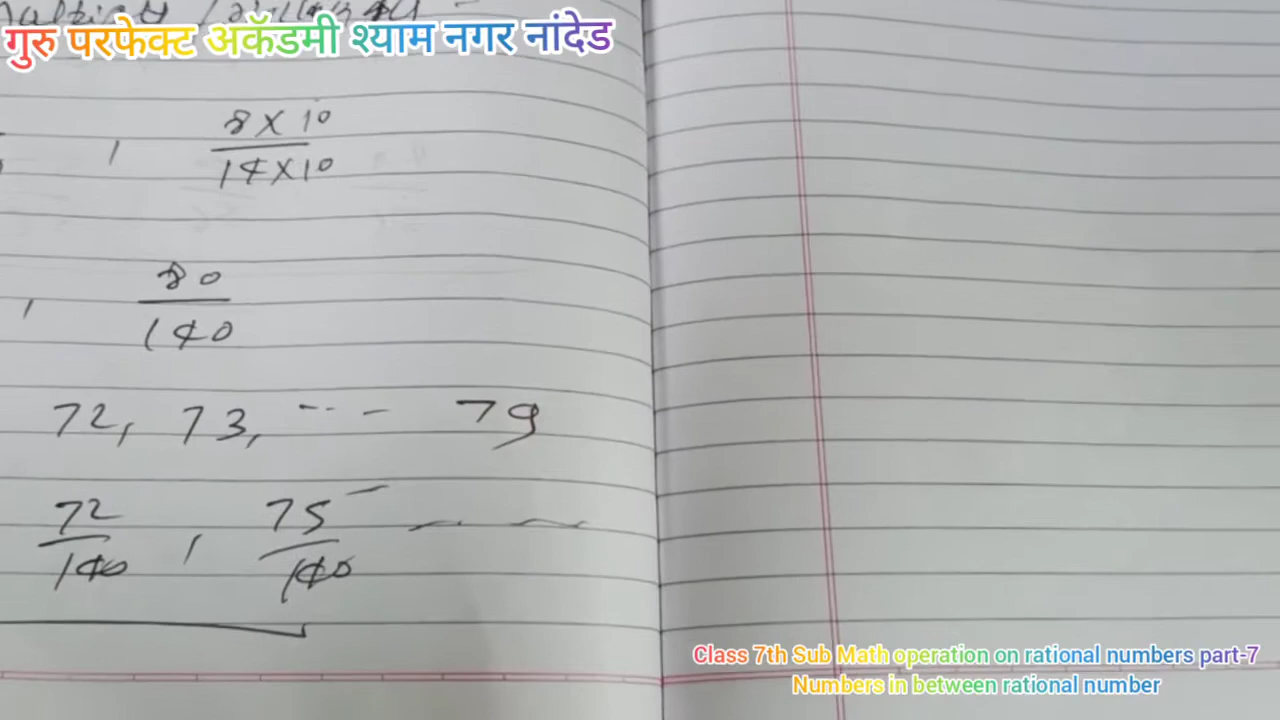 गुरु परफेक्ट अकॅडमी श्याम नगर नांदेड
, 8 X 10
14 X 10
, 80
140
72, 73, --- 79
72 , 75
140 140
Class 7th Sub Math operation on rational numbers part-7
Numbers in between rational number